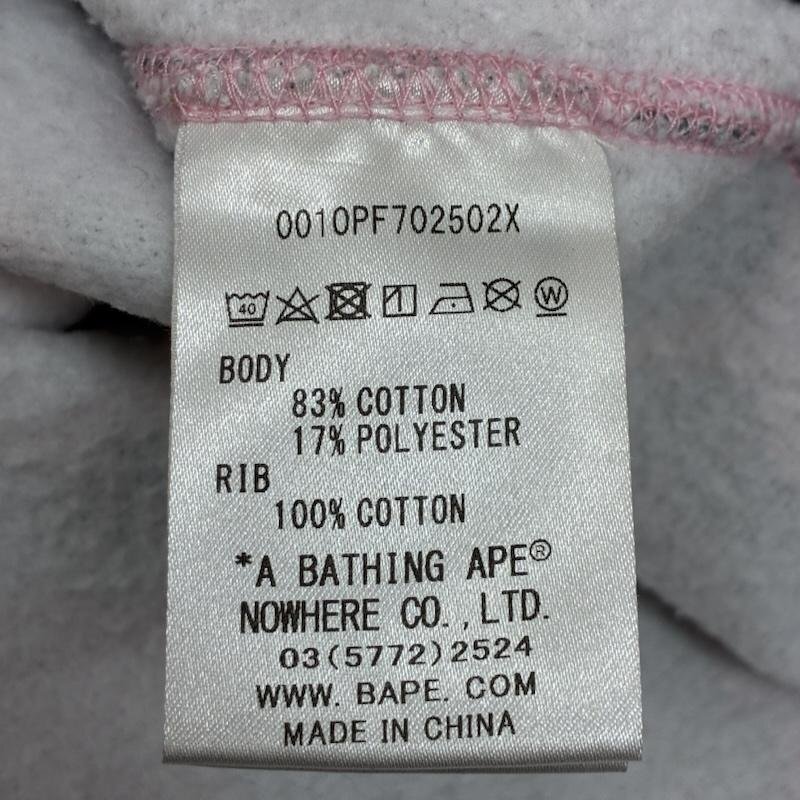 0010PF702502X
40 W
BODY
83% COTTON
17% POLYESTER
RIB
100% COTTON
*A BATHING APE®
NOWHERE CO.,LTD.
03(5772)2524
WWW. BAPE. COM
MADE IN CHINA